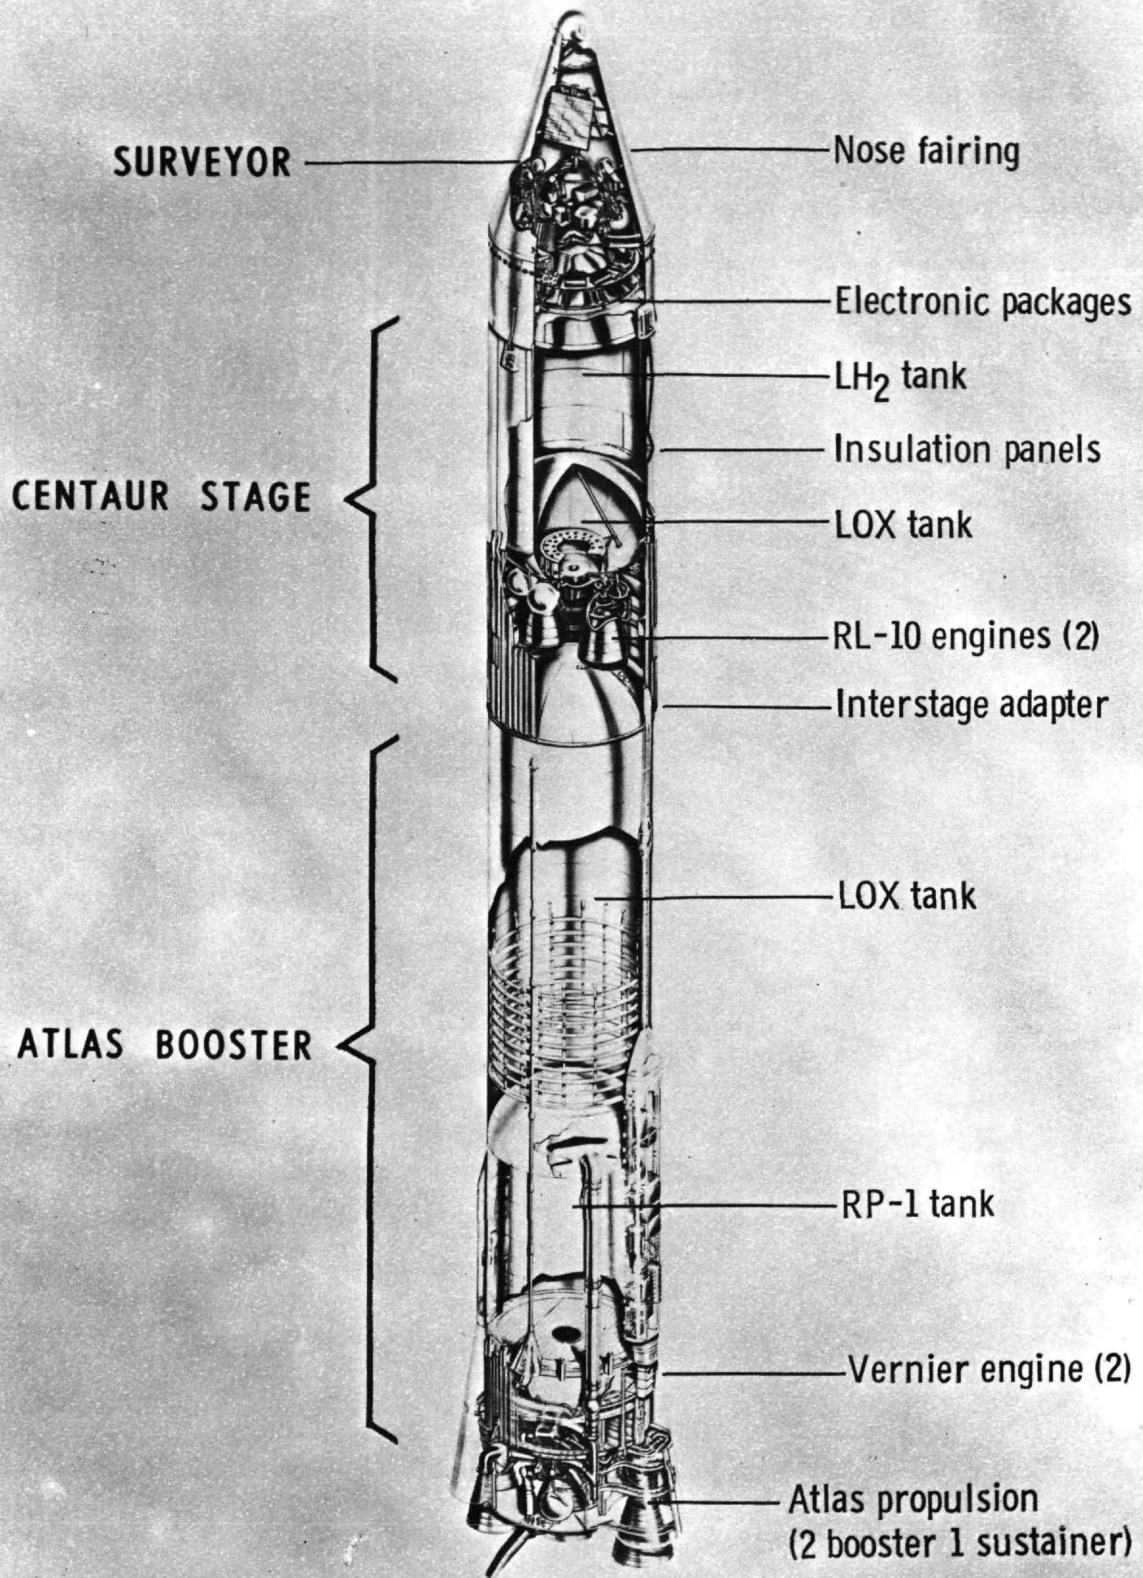 SURVEYOR
Nose fairing
Electronic packages
LH₂ tank
Insulation panels
CENTAUR STAGE
LOX tank
RL-10 engines (2)
Interstage adapter
LOX tank
ATLAS BOOSTER
RP-1 tank
Vernier engine (2)
Atlas propulsion
(2 booster 1 sustainer)